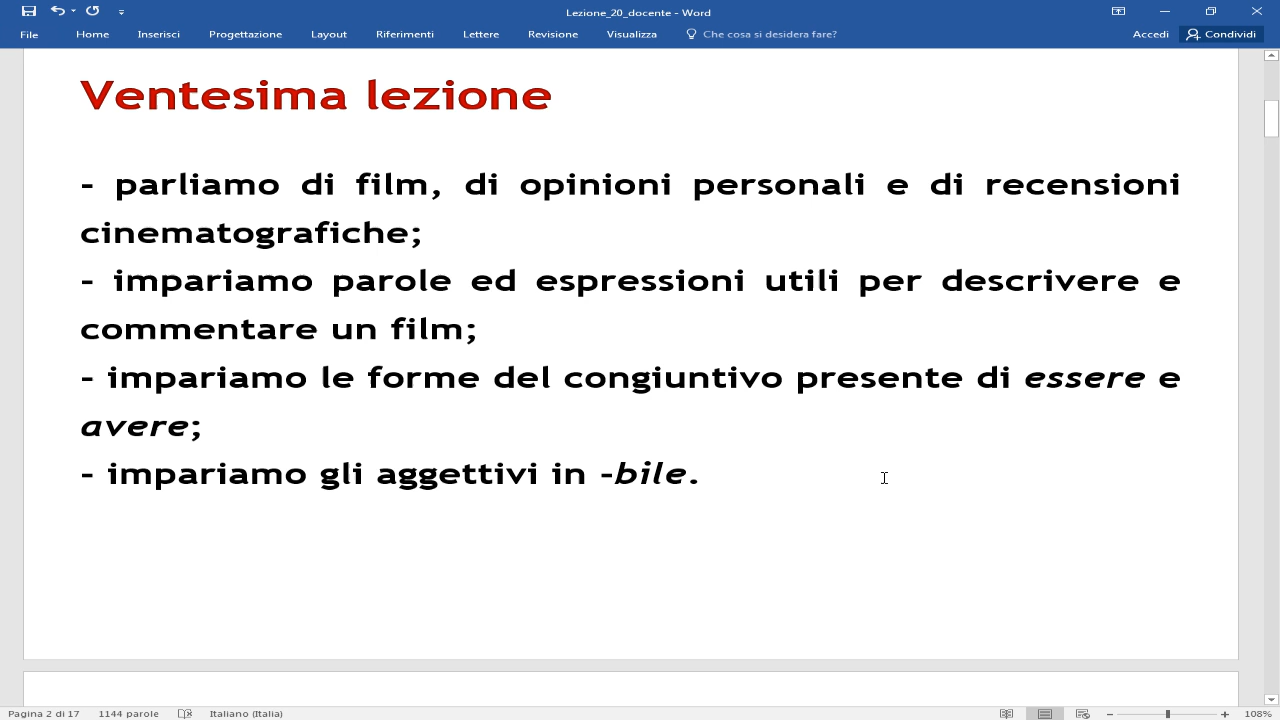 Lezione_20_docente - Word
File Home Inserisci Progettazione Layout Riferimenti Lettere Revisione Visualizza Che cosa si desidera fare? Accedi Condividi
Ventesima lezione
- parliamo di film, di opinioni personali e di recensioni
cinematografiche;
- impariamo parole ed espressioni utili per descrivere e
commentare un film;
- impariamo le forme del congiuntivo presente di essere e
avere;
- impariamo gli aggettivi in -bile.
Pagina 2 di 17 1144 parole Italiano (Italia) 108%